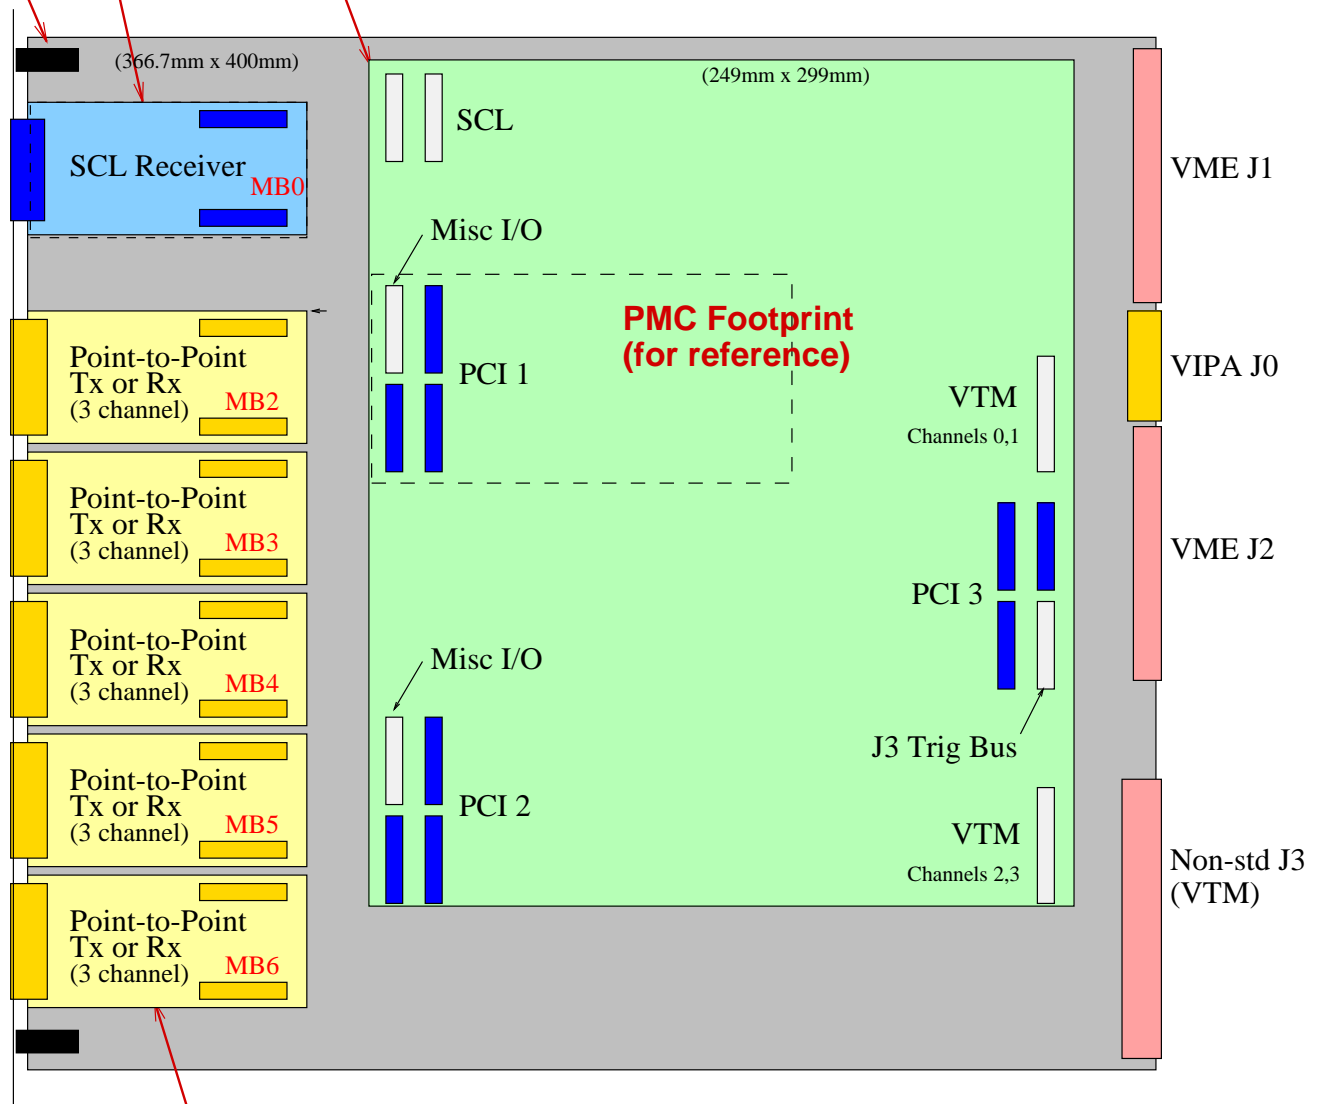 (366.7mm x 400mm)
(249mm x 299mm)
SCL
SCL Receiver
MB0
VME J1
Misc I/O
PMC Footprint
(for reference)
PCI 1
VTM
Channels 0,1
VIPA J0
Point-to-Point
Tx or Rx
(3 channel)
MB2
Point-to-Point
Tx or Rx
(3 channel)
MB3
VME J2
PCI 3
Point-to-Point
Tx or Rx
(3 channel)
MB4
Misc I/O
J3 Trig Bus
Point-to-Point
Tx or Rx
(3 channel)
MB5
PCI 2
VTM
Channels 2,3
Non-std J3
(VTM)
Point-to-Point
Tx or Rx
(3 channel)
MB6